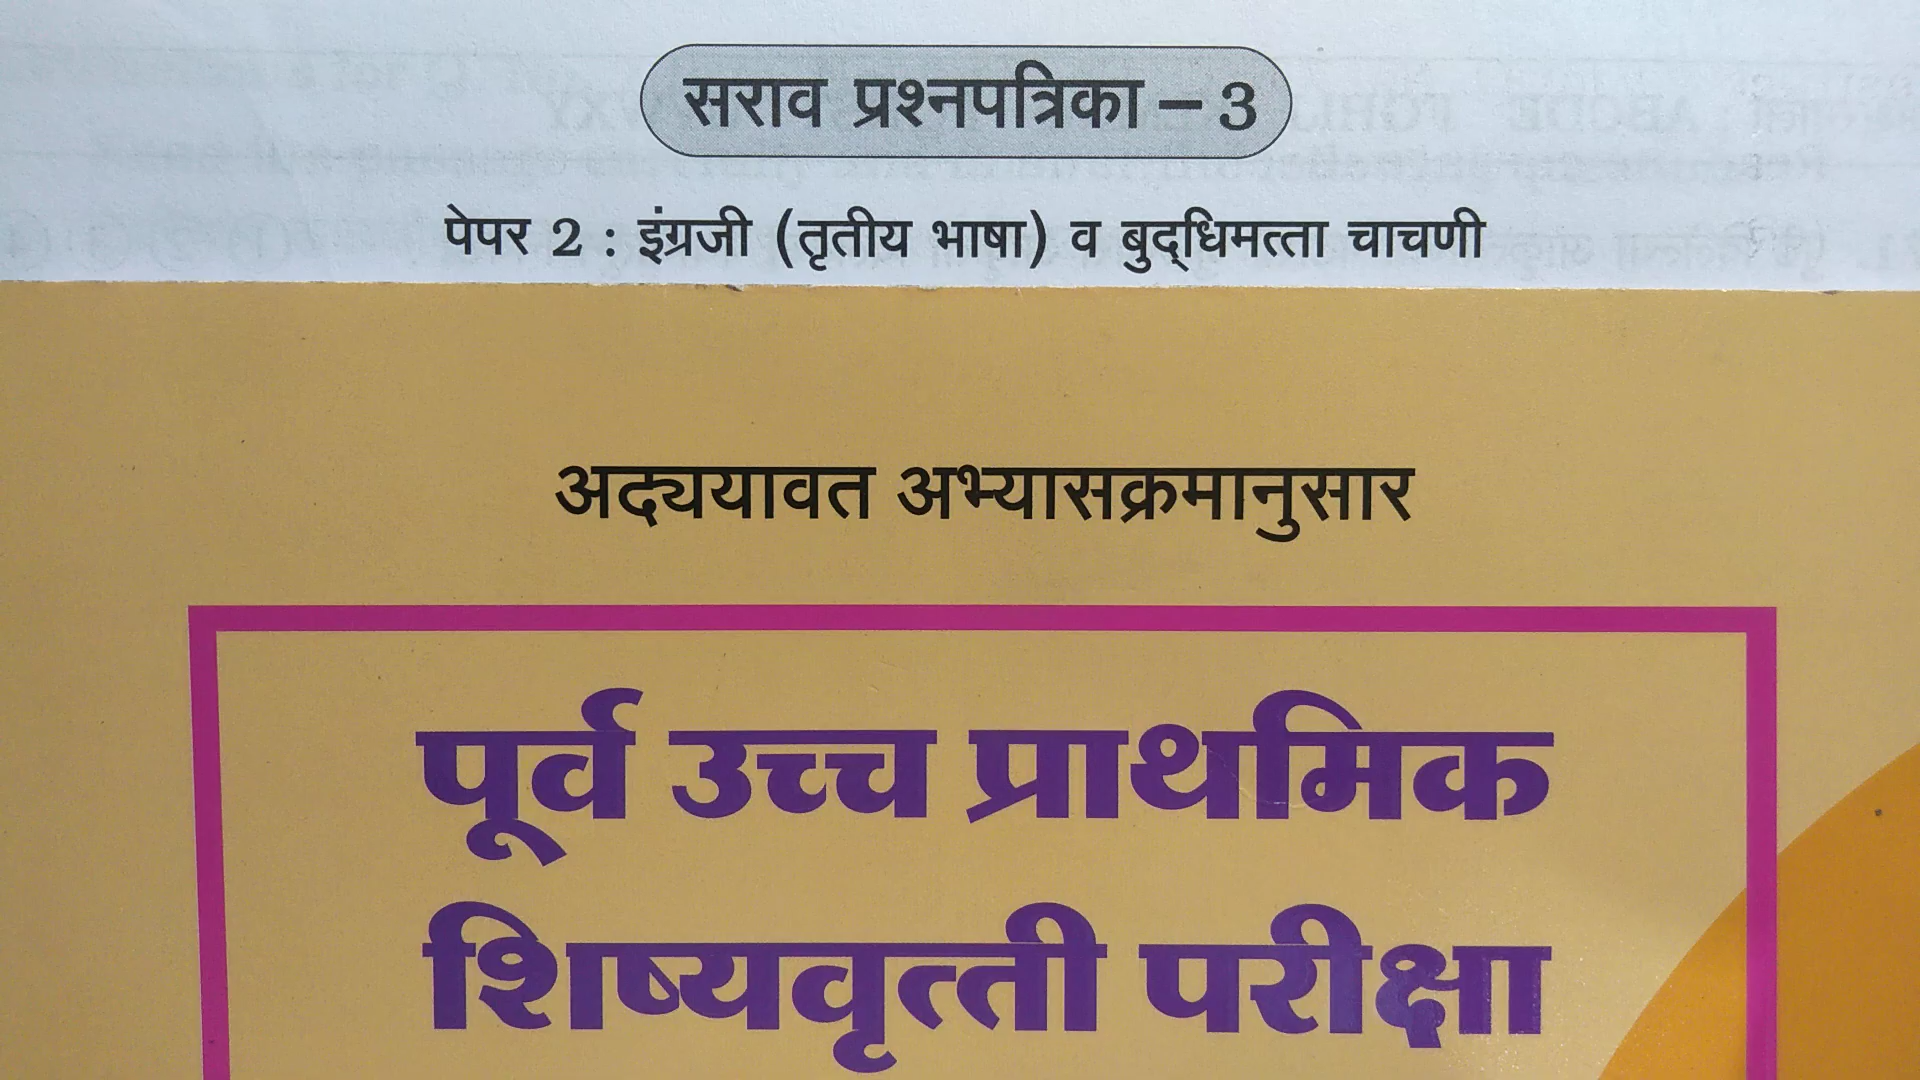 सराव प्रश्नपत्रिका – 3
पेपर 2 : इंग्रजी (तृतीय भाषा) व बुद्धिमत्ता चाचणी
अद्ययावत अभ्यासक्रमानुसार
पूर्व उच्च प्राथमिक
शिष्यवृत्ती परीक्षा